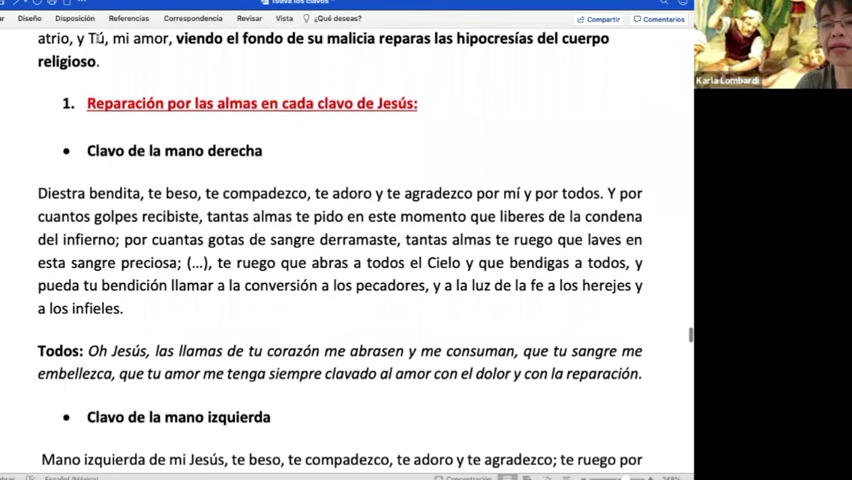 Diseño Disposición Referencias Correspondencia Revisar Vista ¿Qué deseas? Compartir Comentarios
atrio, y Tú, mi amor, viendo el fondo de su malicia reparas las hipocresías del cuerpo
religioso.
1. Reparación por las almas en cada clavo de Jesús:
• Clavo de la mano derecha
Diestra bendita, te beso, te compadezco, te adoro y te agradezco por mí y por todos. Y por
cuantos golpes recibiste, tantas almas te pido en este momento que liberes de la condena
del infierno; por cuantas gotas de sangre derramaste, tantas almas te ruego que laves en
esta sangre preciosa; (...), te ruego que abras a todos el Cielo y que bendigas a todos, y
pueda tu bendición llamar a la conversión a los pecadores, y a la luz de la fe a los herejes y
a los infieles.
Todos: Oh Jesús, las llamas de tu corazón me abrasen y me consuman, que tu sangre me
embellezca, que tu amor me tenga siempre clavado al amor con el dolor y con la reparación.
• Clavo de la mano izquierda
Mano izquierda de mi Jesús, te beso, te compadezco, te adoro y te agradezco; te ruego por
Karla Lombardi